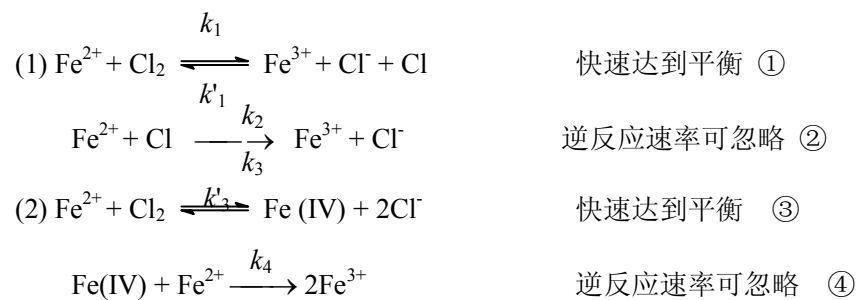 k₁
(1) Fe²⁺ + Cl₂ ⇌ Fe³⁺ + Cl⁻ + Cl 快速达到平衡 ①
k'₁
k₂
Fe²⁺ + Cl ⟶ Fe³⁺ + Cl⁻ 逆反应速率可忽略 ②
k₃
(2) Fe²⁺ + Cl₂ ⇌ Fe (IV) + 2Cl⁻ 快速达到平衡 ③
k'₃
k₄
Fe(IV) + Fe²⁺ ⟶ 2Fe³⁺ 逆反应速率可忽略 ④